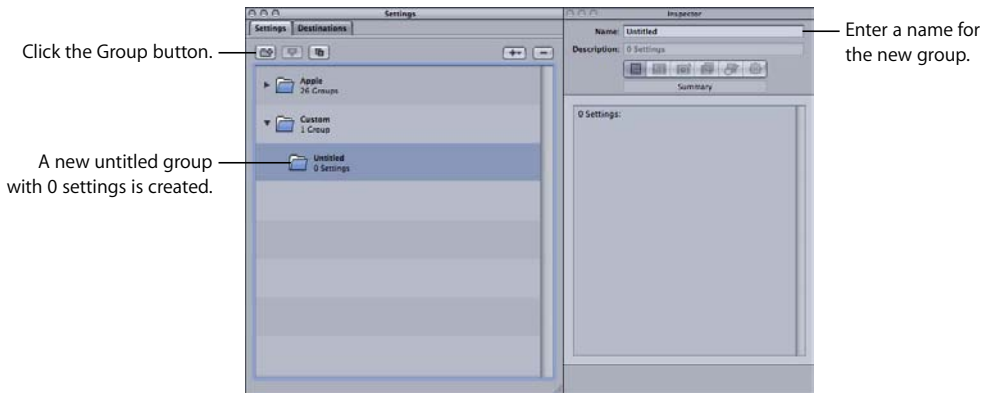 Settings
Inspector
Settings
Destinations
Name: Untitled
Enter a name for
the new group.
Click the Group button.
Description: 0 Settings
Summary
Apple
26 Groups
0 Settings:
Custom
1 Group
A new untitled group
with 0 settings is created.
Untitled
0 Settings